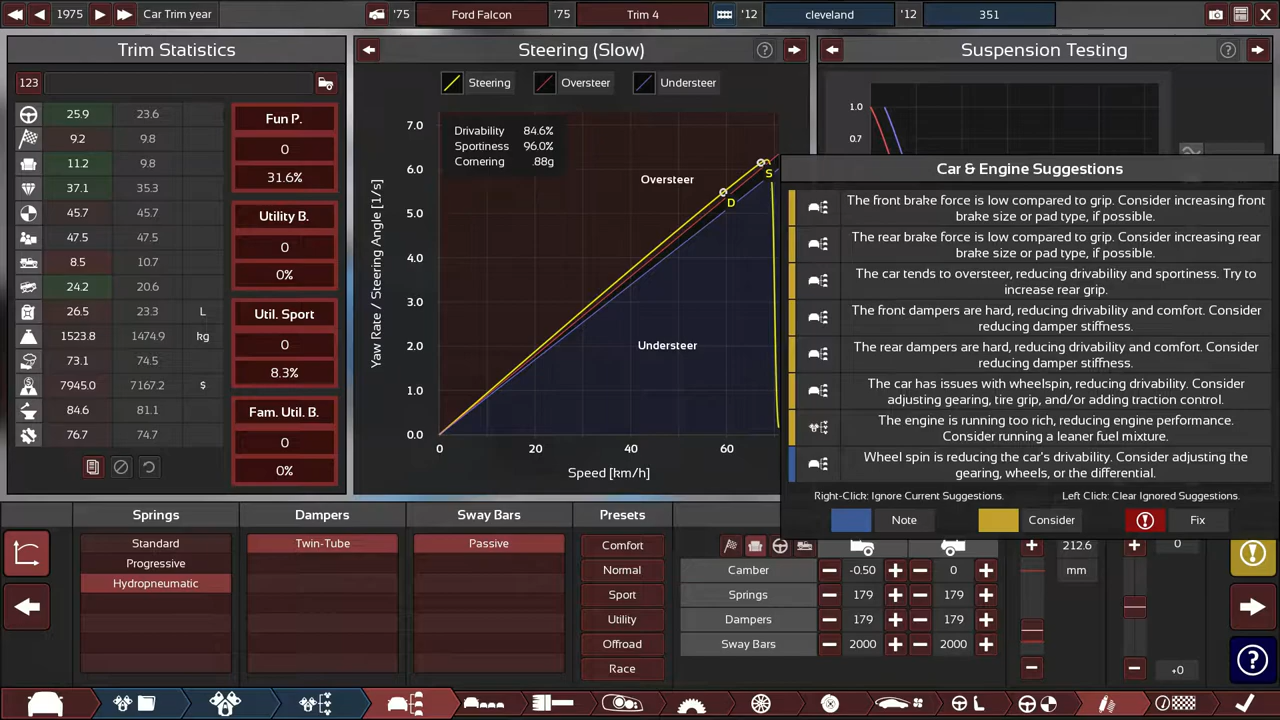 1975 Car Trim year '75 Ford Falcon '75 Trim 4 '12 cleveland '12 351
Trim Statistics
123
25.9 23.6
9.2 9.8
11.2 9.8
37.1 35.3
45.7 45.7
47.5 47.5
8.5 10.7
24.2 20.6
26.5 23.3 L
1523.8 1474.9 kg
73.1 74.5
7945.0 7167.2 $
84.6 81.1
76.7 74.7
Fun P.
0
31.6%
Utility B.
0
0%
Util. Sport
0
8.3%
Fam. Util. B.
0
0%
Steering (Slow) ?
Steering Oversteer Understeer
Drivability 84.6%
Sportiness 96.0%
Cornering .88g
Oversteer
Understeer
S
D
Yaw Rate / Steering Angle [1/s]
7.0
6.0
5.0
4.0
3.0
2.0
1.0
0.0
0 20 40 60
Speed [km/h]
Suspension Testing ?
1.0
0.7
Car & Engine Suggestions
The front brake force is low compared to grip. Consider increasing front
brake size or pad type, if possible.
The rear brake force is low compared to grip. Consider increasing rear
brake size or pad type, if possible.
The car tends to oversteer, reducing drivability and sportiness. Try to
increase rear grip.
The front dampers are hard, reducing drivability and comfort. Consider
reducing damper stiffness.
The rear dampers are hard, reducing drivability and comfort. Consider
reducing damper stiffness.
The car has issues with wheelspin, reducing drivability. Consider
adjusting gearing, tire grip, and/or adding traction control.
The engine is running too rich, reducing engine performance.
Consider running a leaner fuel mixture.
Wheel spin is reducing the car's drivability. Consider adjusting the
gearing, wheels, or the differential.
Right-Click: Ignore Current Suggestions. Left Click: Clear Ignored Suggestions.
Note Consider Fix
Springs
Standard
Progressive
Hydropneumatic
Dampers
Twin-Tube
Sway Bars
Passive
Presets
Comfort
Normal
Sport
Utility
Offroad
Race
Camber -0.50 0
Springs 179 179
Dampers 179 179
Sway Bars 2000 2000
212.6
mm
0
+0
?